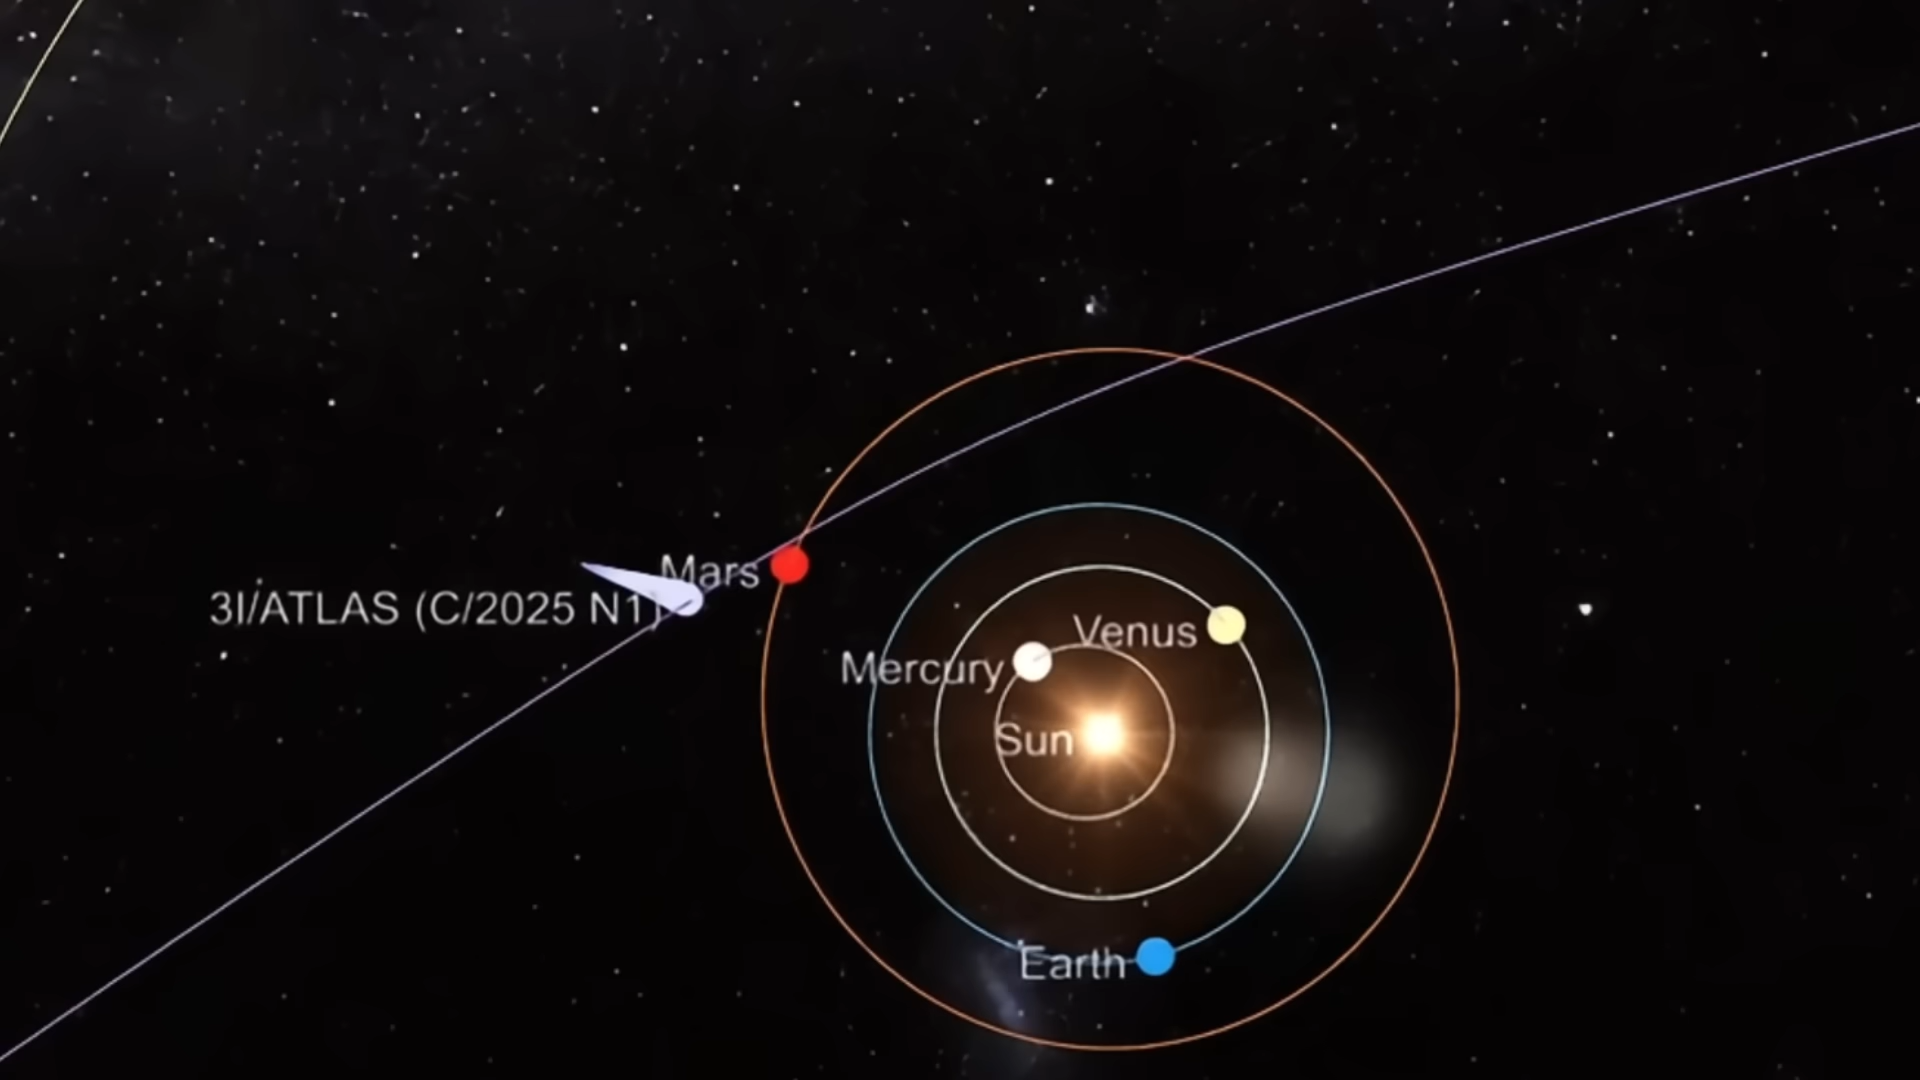 Mars
3I/ATLAS (C/2025 N1)
Venus
Mercury
Sun
Earth